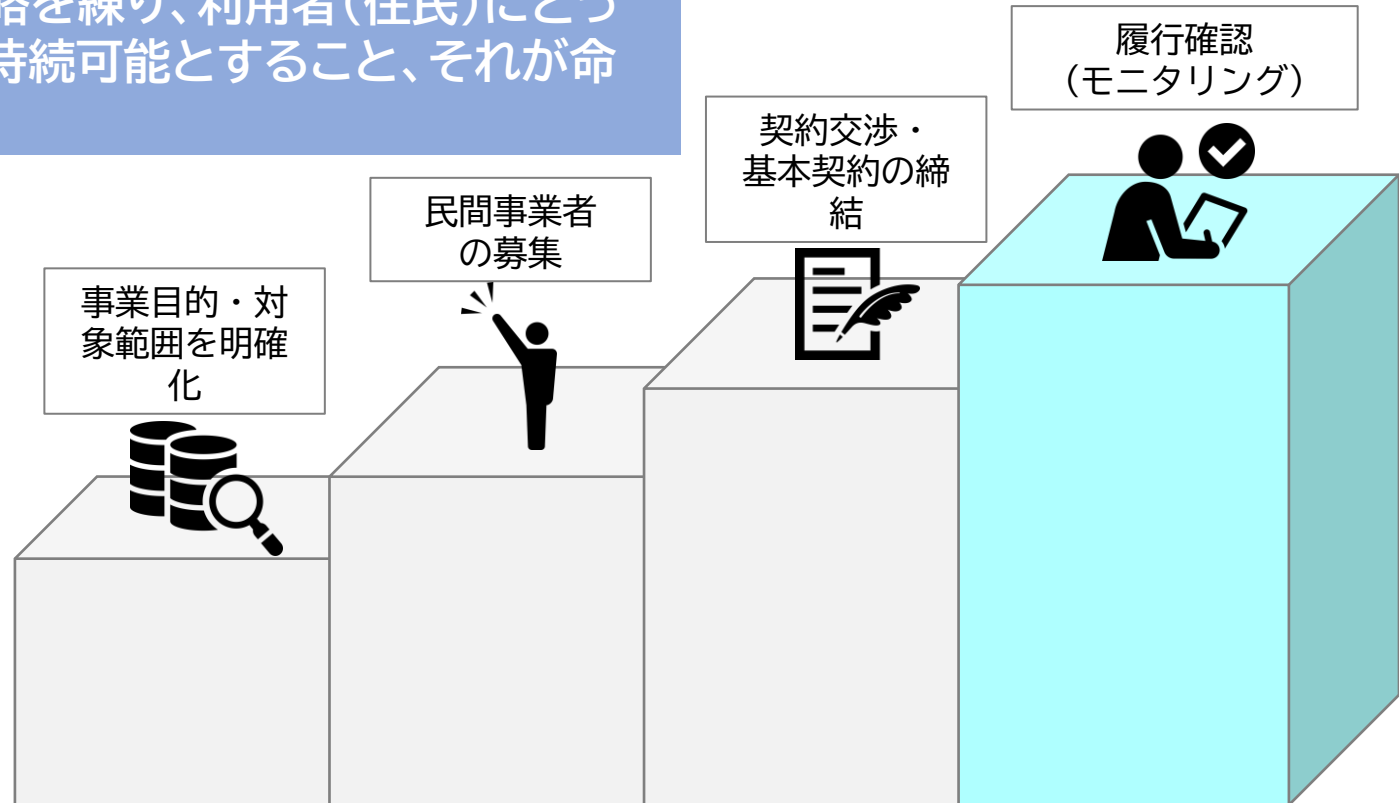 略を練り、利用者(住民)にとっ
持続可能とすること、それが命
履行確認
(モニタリング)
契約交渉・
基本契約の締
結
民間事業者
の募集
事業目的・対
象範囲を明確
化